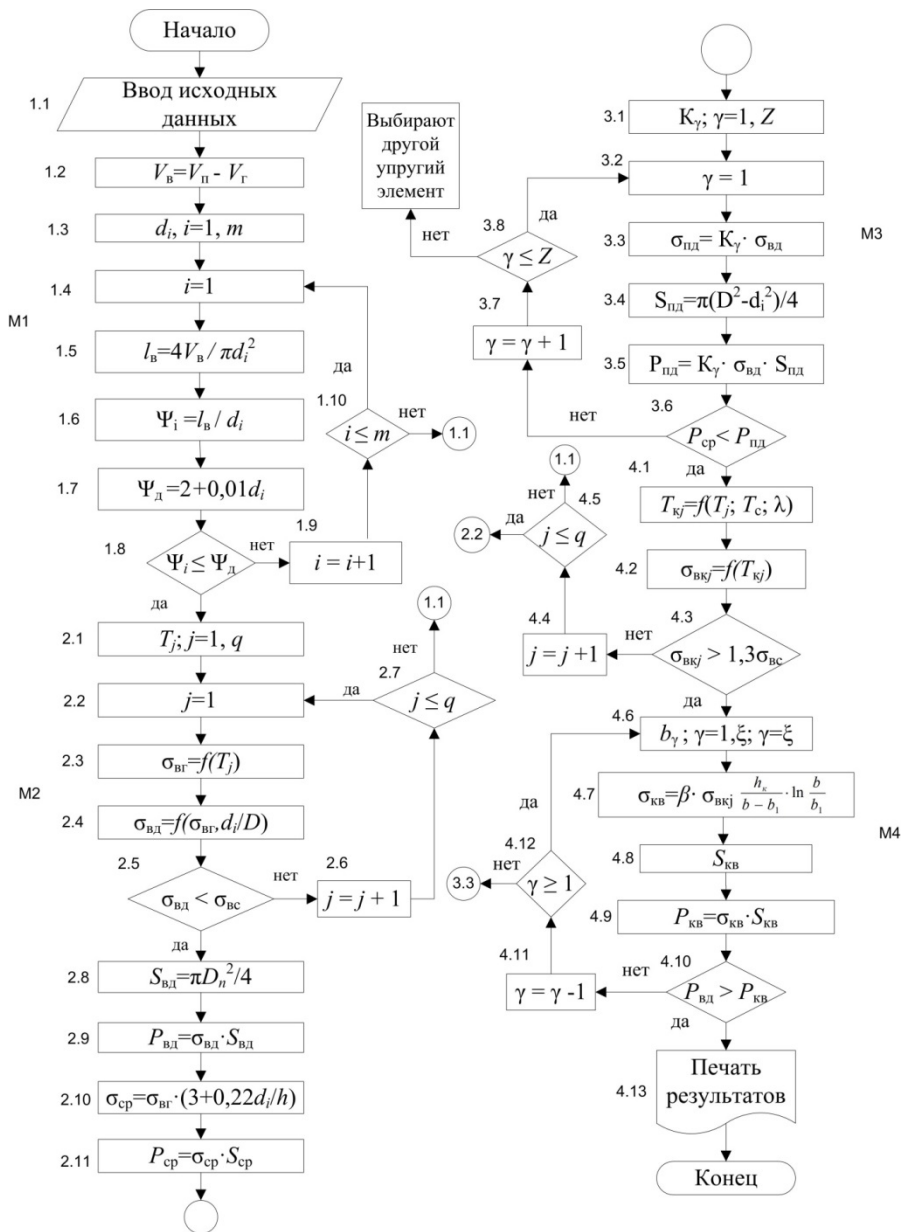 Начало
1.1
Ввод исходных
данных
1.2
Vв=Vп - Vг
1.3
di, i=1, m
1.4
i=1
М1
1.5
lв=4Vв / πdi²
1.6
Ψi =lв / di
1.7
Ψд=2+0,01di
1.8
Ψi ≤ Ψд
нет
1.9
i = i+1
1.10
i ≤ m
да
нет
1.1
да
2.1
Tj; j=1, q
2.2
j=1
2.3
σвг=f(Tj)
М2
2.4
σвд=f(σвг, di/D)
2.5
σвд < σвс
нет
2.6
j = j + 1
2.7
j ≤ q
да
нет
1.1
да
2.8
Sвд=πDn²/4
2.9
Pвд=σвд·Sвд
2.10
σср=σвг·(3+0,22di/h)
2.11
Pср=σср·Sср
3.1
Кγ; γ=1, Z
3.2
γ = 1
3.3
σпд= Кγ· σвд
М3
3.4
Sпд=π(D²-di²)/4
3.5
Рпд= Кγ· σвд· Sпд
3.6
Pср< Pпд
нет
3.7
γ = γ + 1
3.8
γ ≤ Z
да
нет
Выбирают
другой
упругий
элемент
да
4.1
Tкj=f(Tj; Tс; λ)
4.2
σвкj=f(Tкj)
4.3
σвкj > 1,3σвс
нет
4.4
j = j +1
4.5
j ≤ q
да
2.2
нет
1.1
да
4.6
bγ ; γ=1,ξ; γ=ξ
4.7
σкв=β· σвкj hк/(b − b1) · ln b/b1
М4
4.8
Sкв
4.9
Pкв=σкв·Sкв
4.10
Pвд > Pкв
нет
4.11
γ = γ -1
4.12
γ ≥ 1
да
нет
3.3
да
4.13
Печать
результатов
Конец